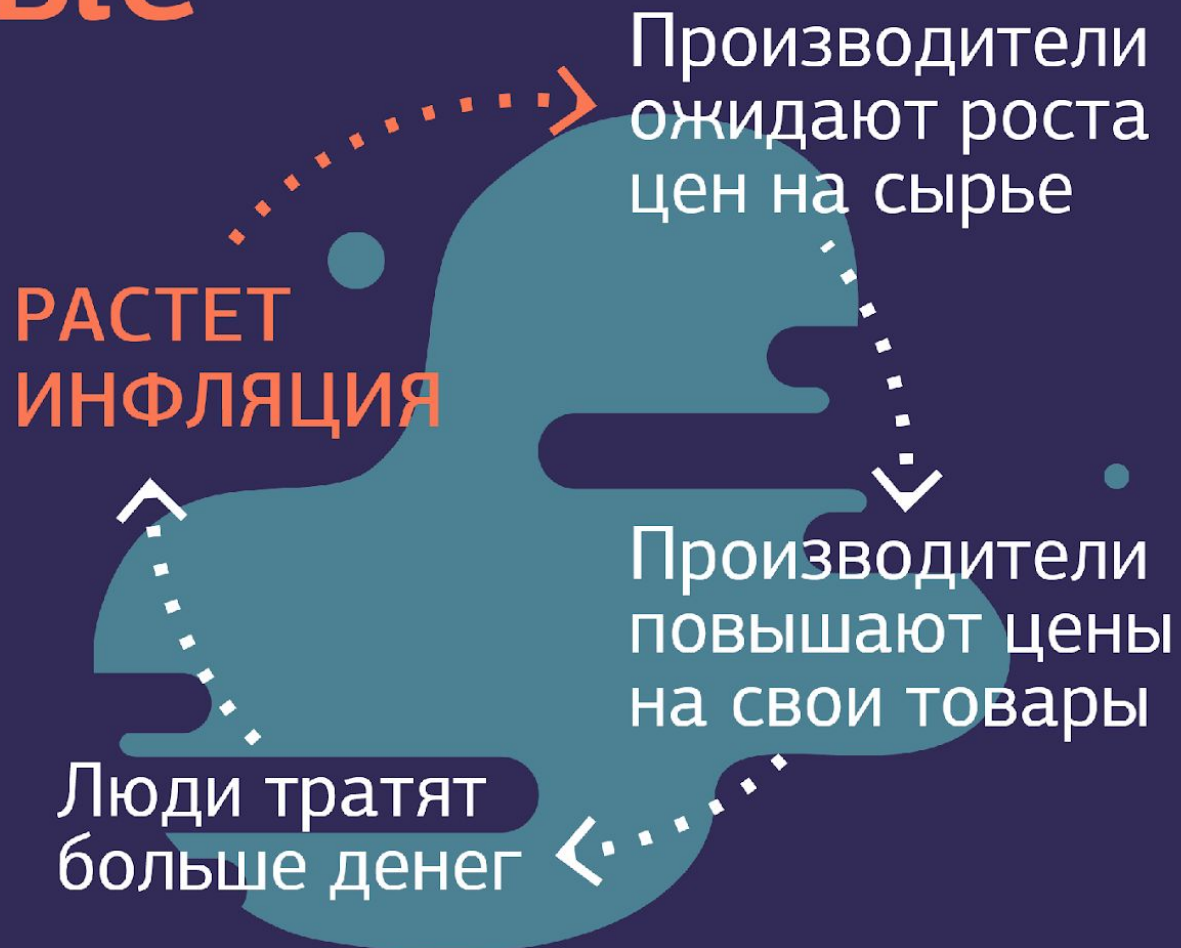 Производители
ожидают роста
цен на сырье
РАСТЕТ
ИНФЛЯЦИЯ
Производители
повышают цены
на свои товары
Люди тратят
больше денег